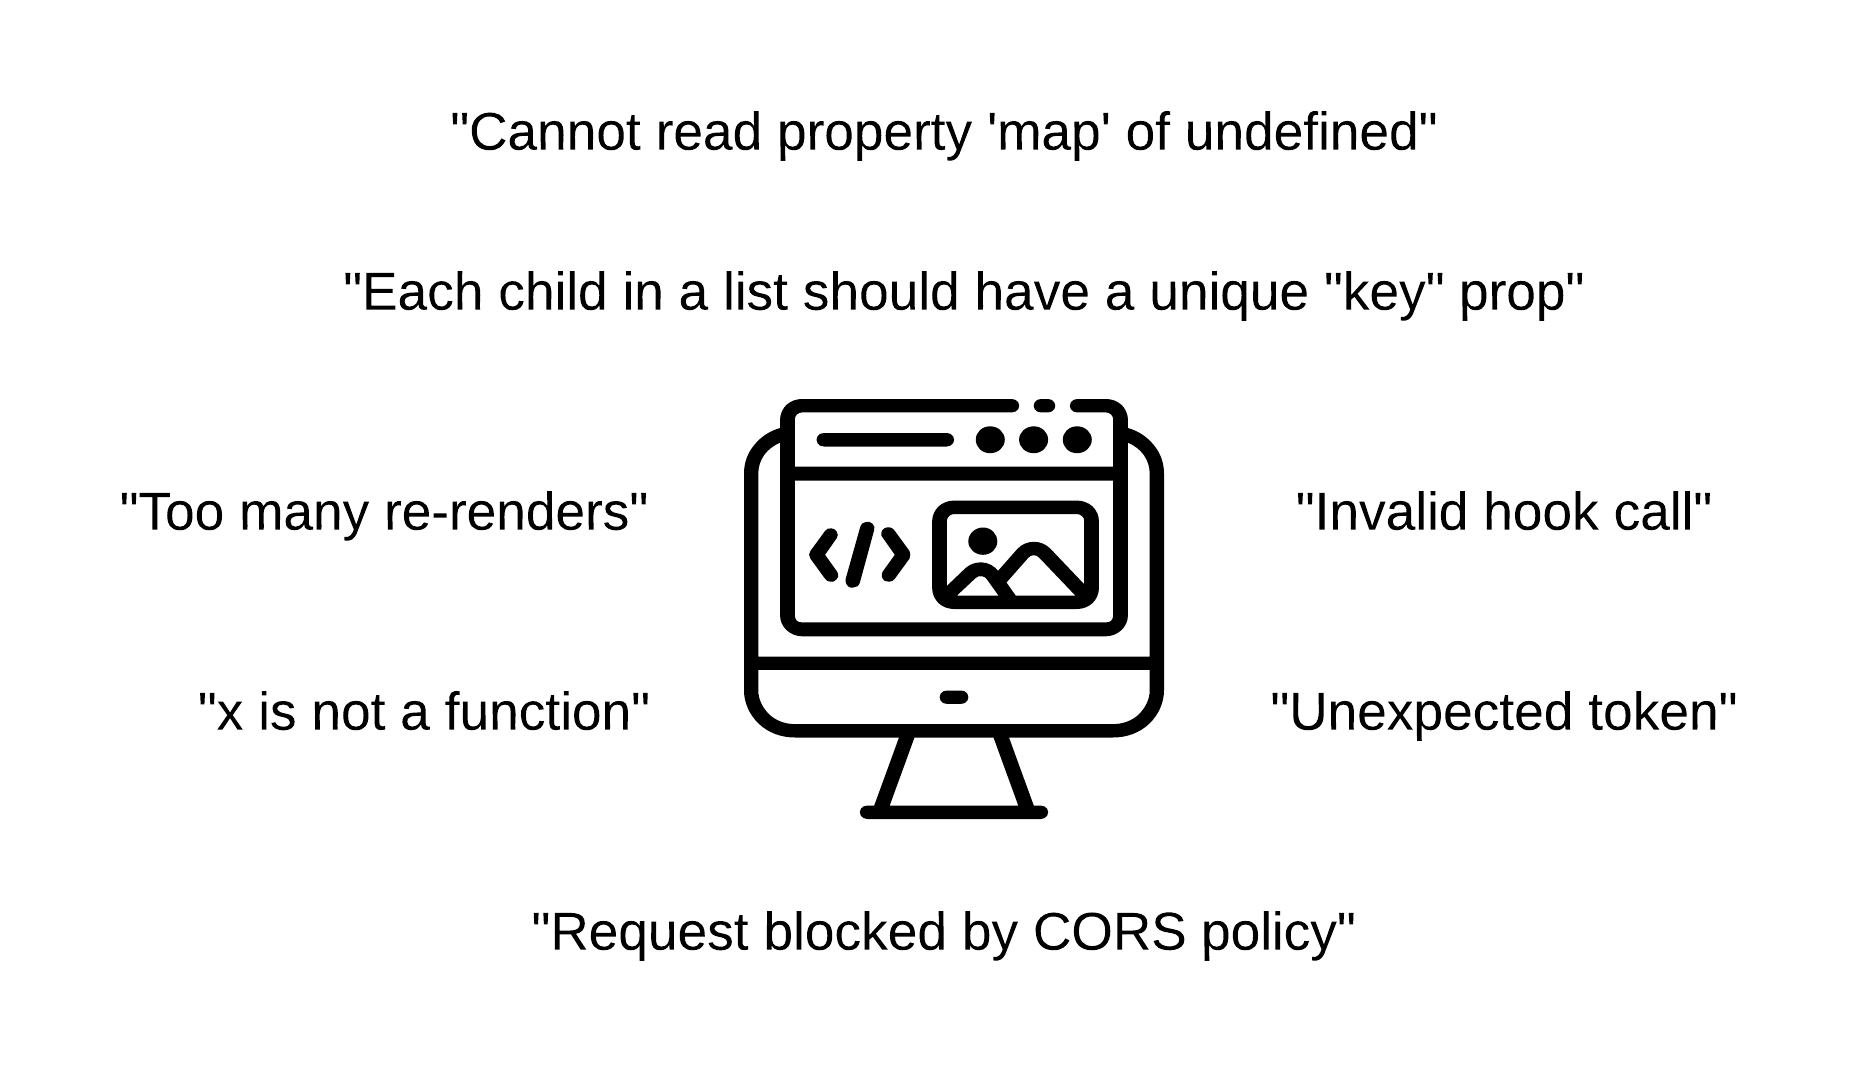 "Cannot read property 'map' of undefined"
"Each child in a list should have a unique "key" prop"
"Too many re-renders"
"Invalid hook call"
"x is not a function"
"Unexpected token"
"Request blocked by CORS policy"